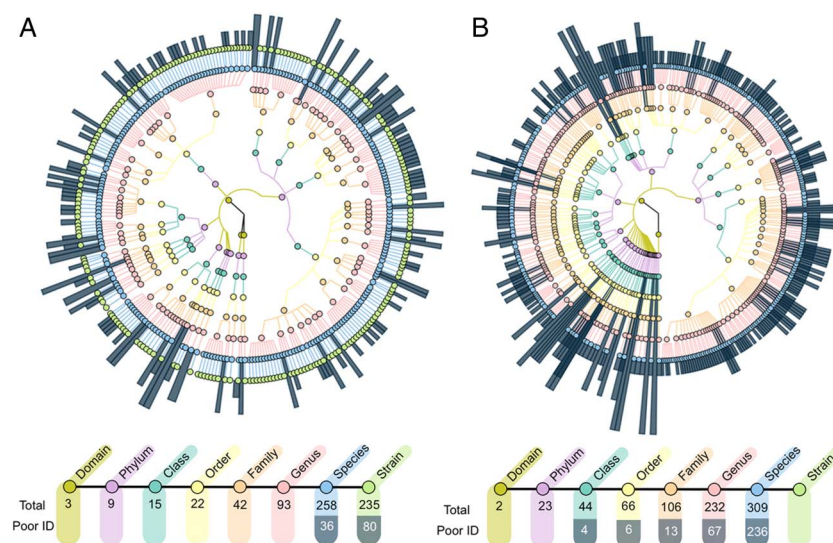 A
B
Domain Phylum Class Order Family Genus Species Strain
Total 3 9 15 22 42 93 258 235
Poor ID 36 80
Domain Phylum Class Order Family Genus Species Strain
Total 2 23 44 66 106 232 309
Poor ID 4 6 13 67 236